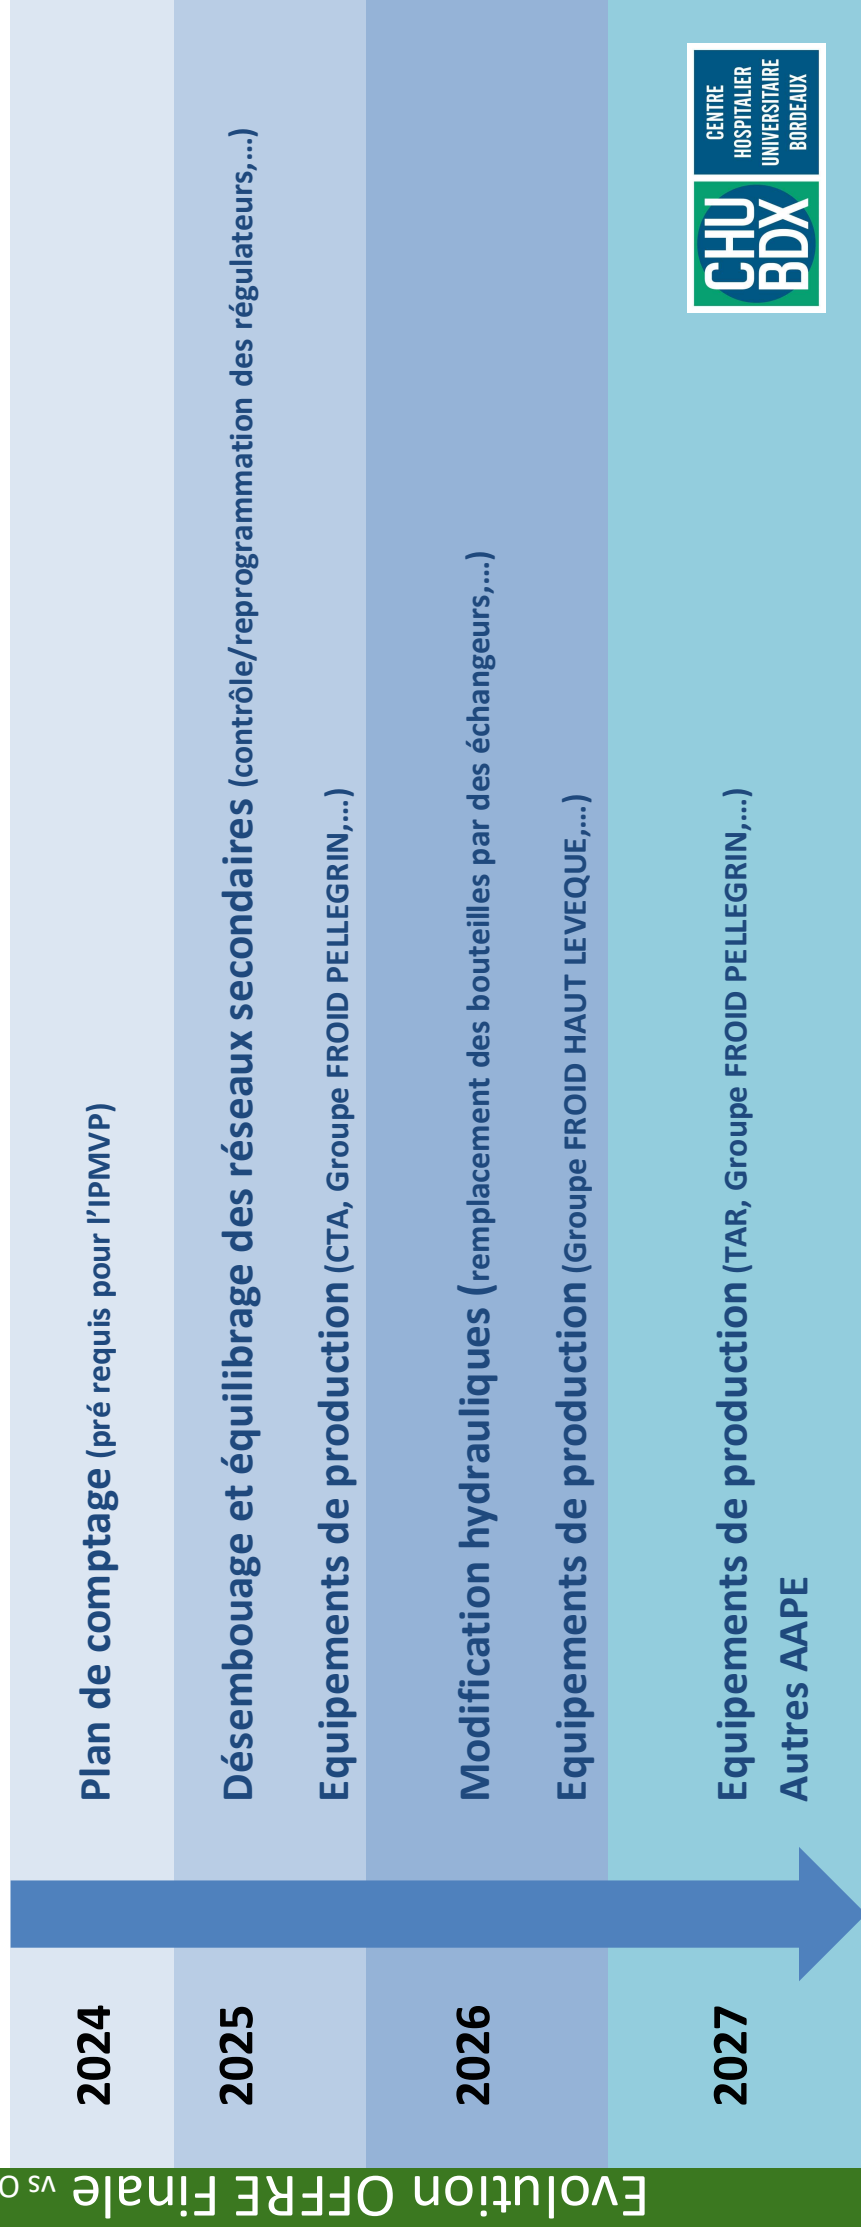 2024
Plan de comptage (pré requis pour l’IPMVP)
2025
Désembouage et équilibrage des réseaux secondaires (contrôle/reprogrammation des régulateurs,…)
Equipements de production (CTA, Groupe FROID PELLEGRIN,…)
2026
Modification hydrauliques (remplacement des bouteilles par des échangeurs,…)
Equipements de production (Groupe FROID HAUT LEVEQUE,…)
2027
Equipements de production (TAR, Groupe FROID PELLEGRIN,…)
Autres AAPE
CHU
BDX
CENTRE
HOSPITALIER
UNIVERSITAIRE
BORDEAUX
Evolution OFFRE Finale vs